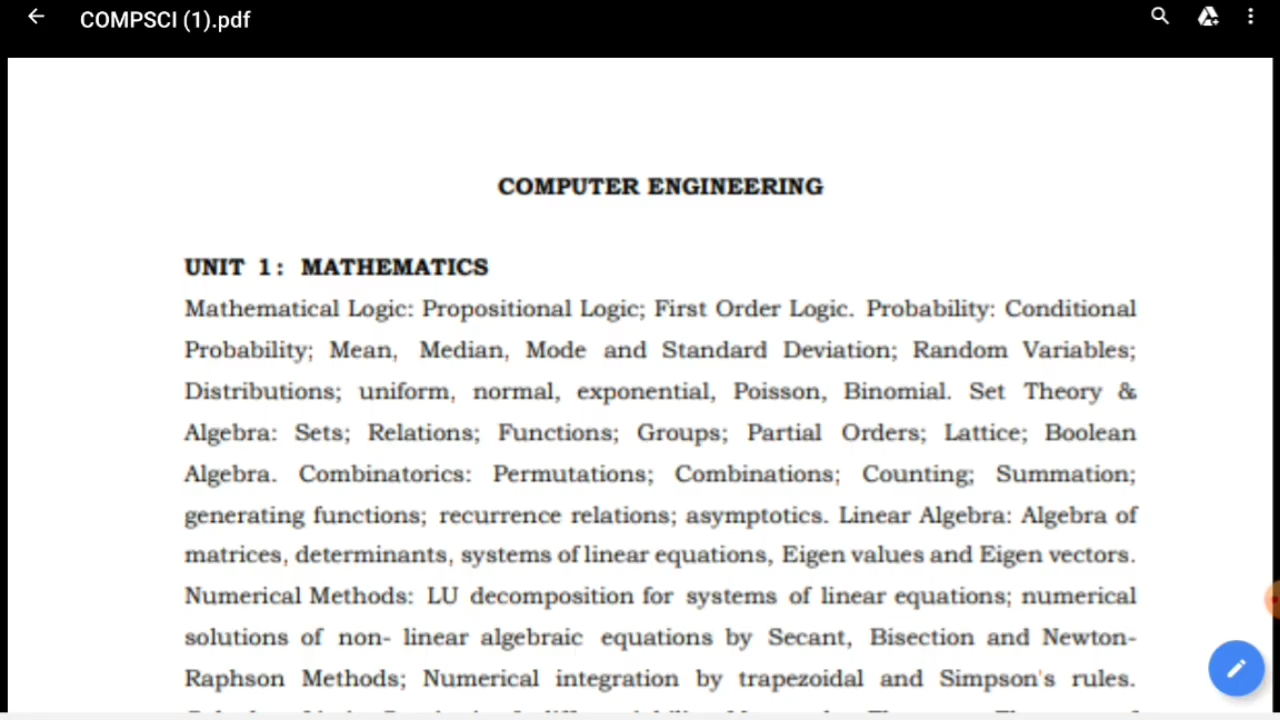 COMPSCI (1).pdf
COMPUTER ENGINEERING
UNIT 1: MATHEMATICS
Mathematical Logic: Propositional Logic; First Order Logic. Probability: Conditional
Probability; Mean, Median, Mode and Standard Deviation; Random Variables;
Distributions; uniform, normal, exponential, Poisson, Binomial. Set Theory &
Algebra: Sets; Relations; Functions; Groups; Partial Orders; Lattice; Boolean
Algebra. Combinatorics: Permutations; Combinations; Counting; Summation;
generating functions; recurrence relations; asymptotics. Linear Algebra: Algebra of
matrices, determinants, systems of linear equations, Eigen values and Eigen vectors.
Numerical Methods: LU decomposition for systems of linear equations; numerical
solutions of non- linear algebraic equations by Secant, Bisection and Newton-
Raphson Methods; Numerical integration by trapezoidal and Simpson's rules.